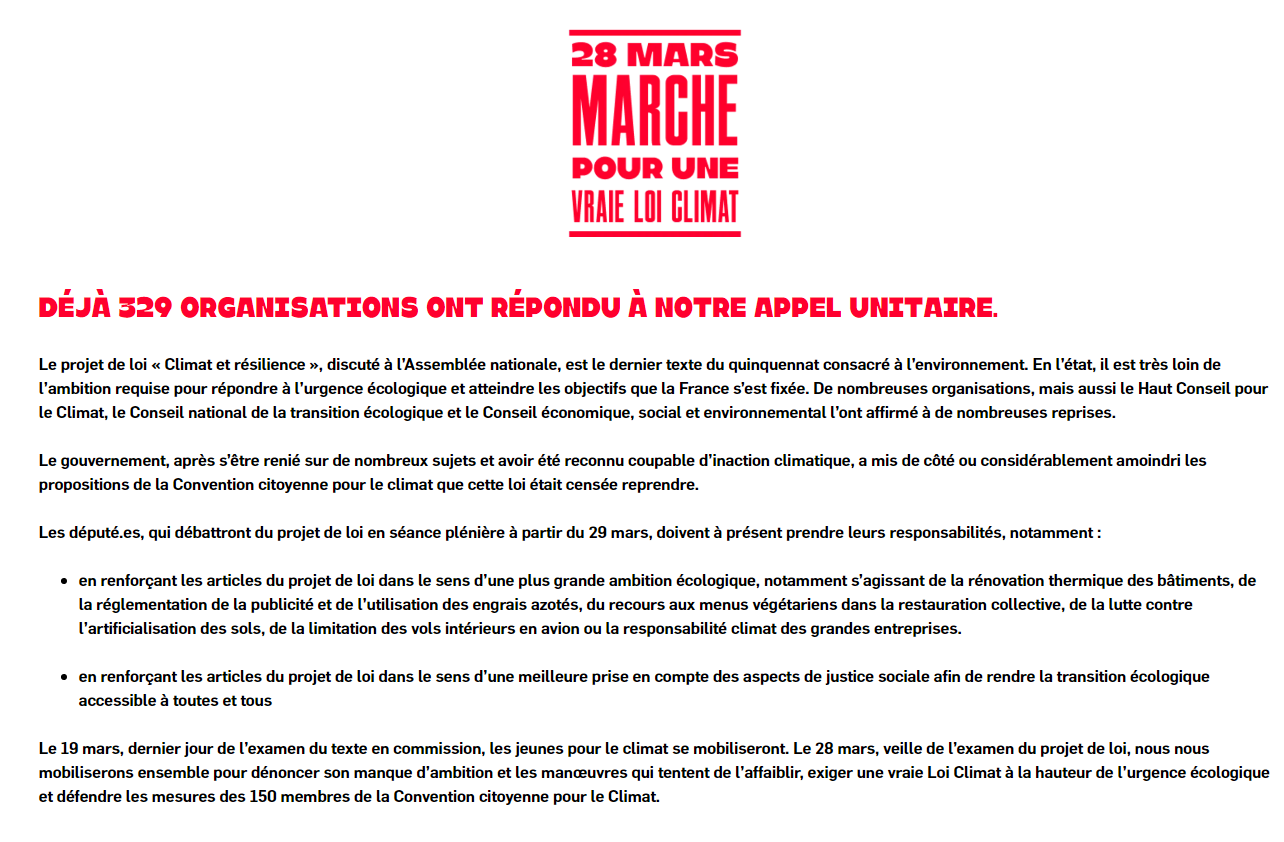 28 MARS
MARCHE
POUR UNE
VRAIE LOI CLIMAT
DÉJÀ 329 ORGANISATIONS ONT RÉPONDU À NOTRE APPEL UNITAIRE.
Le projet de loi « Climat et résilience », discuté à l’Assemblée nationale, est le dernier texte du quinquennat consacré à l’environnement. En l’état, il est très loin de
l’ambition requise pour répondre à l’urgence écologique et atteindre les objectifs que la France s’est fixée. De nombreuses organisations, mais aussi le Haut Conseil pour
le Climat, le Conseil national de la transition écologique et le Conseil économique, social et environnemental l’ont affirmé à de nombreuses reprises.
Le gouvernement, après s’être renié sur de nombreux sujets et avoir été reconnu coupable d’inaction climatique, a mis de côté ou considérablement amoindri les
propositions de la Convention citoyenne pour le climat que cette loi était censée reprendre.
Les député.es, qui débattront du projet de loi en séance plénière à partir du 29 mars, doivent à présent prendre leurs responsabilités, notamment :
• en renforçant les articles du projet de loi dans le sens d’une plus grande ambition écologique, notamment s’agissant de la rénovation thermique des bâtiments, de
la réglementation de la publicité et de l’utilisation des engrais azotés, du recours aux menus végétariens dans la restauration collective, de la lutte contre
l’artificialisation des sols, de la limitation des vols intérieurs en avion ou la responsabilité climat des grandes entreprises.
• en renforçant les articles du projet de loi dans le sens d’une meilleure prise en compte des aspects de justice sociale afin de rendre la transition écologique
accessible à toutes et tous
Le 19 mars, dernier jour de l’examen du texte en commission, les jeunes pour le climat se mobiliseront. Le 28 mars, veille de l’examen du projet de loi, nous nous
mobiliserons ensemble pour dénoncer son manque d’ambition et les manœuvres qui tentent de l’affaiblir, exiger une vraie Loi Climat à la hauteur de l’urgence écologique
et défendre les mesures des 150 membres de la Convention citoyenne pour le Climat.